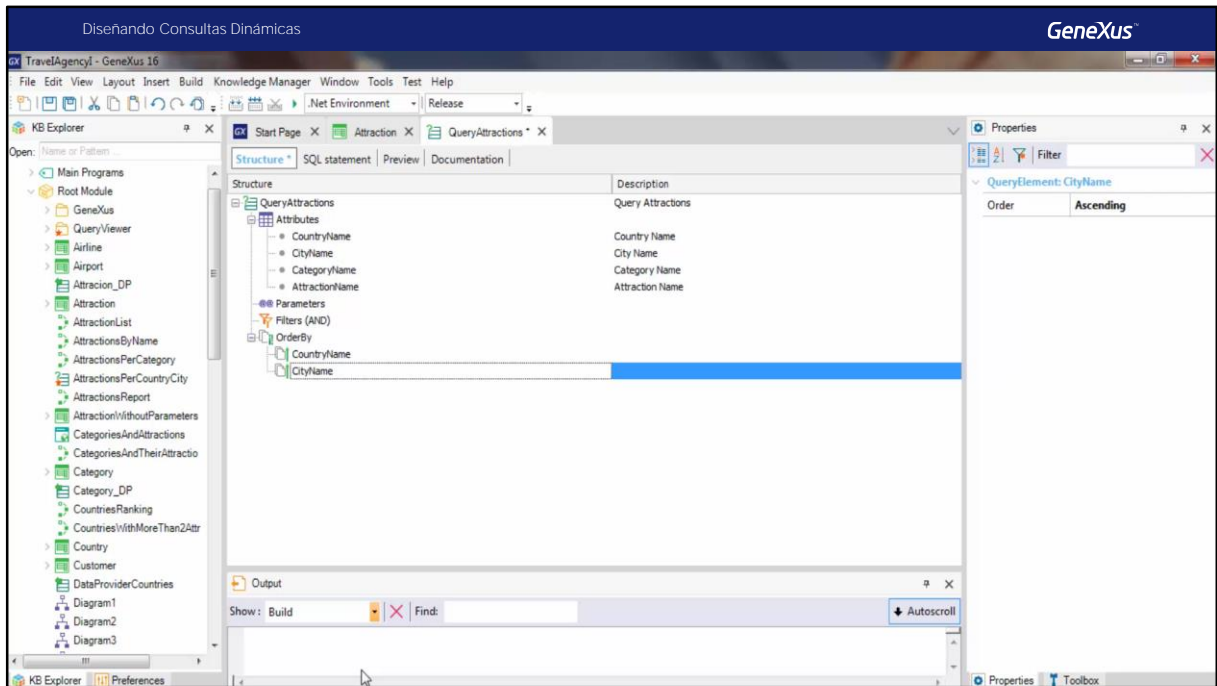 Diseñando Consultas Dinámicas
GeneXus™
GX TravelAgencyI - GeneXus 16
File Edit View Layout Insert Build Knowledge Manager Window Tools Test Help
.Net Environment Release
KB Explorer
Open: Name or Pattern ...
Main Programs
Root Module
GeneXus
QueryViewer
Airline
Airport
Attracion_DP
Attraction
AttractionList
AttractionsByName
AttractionsPerCategory
AttractionsPerCountryCity
AttractionsReport
AttractionWithoutParameters
CategoriesAndAttractions
CategoriesAndTheirAttractio
Category
Category_DP
CountriesRanking
CountriesWithMoreThan2Attr
Country
Customer
DataProviderCountries
Diagram1
Diagram2
Diagram3
KB Explorer Preferences
GX Start Page X Attraction X QueryAttractions * X
Structure * SQL statement Preview Documentation
Structure Description
QueryAttractions Query Attractions
Attributes
CountryName Country Name
CityName City Name
CategoryName Category Name
AttractionName Attraction Name
Parameters
Filters (AND)
OrderBy
CountryName
CityName
Output
Show: Build Find: Autoscroll
Properties
Filter
QueryElement: CityName
Order Ascending
Properties Toolbox